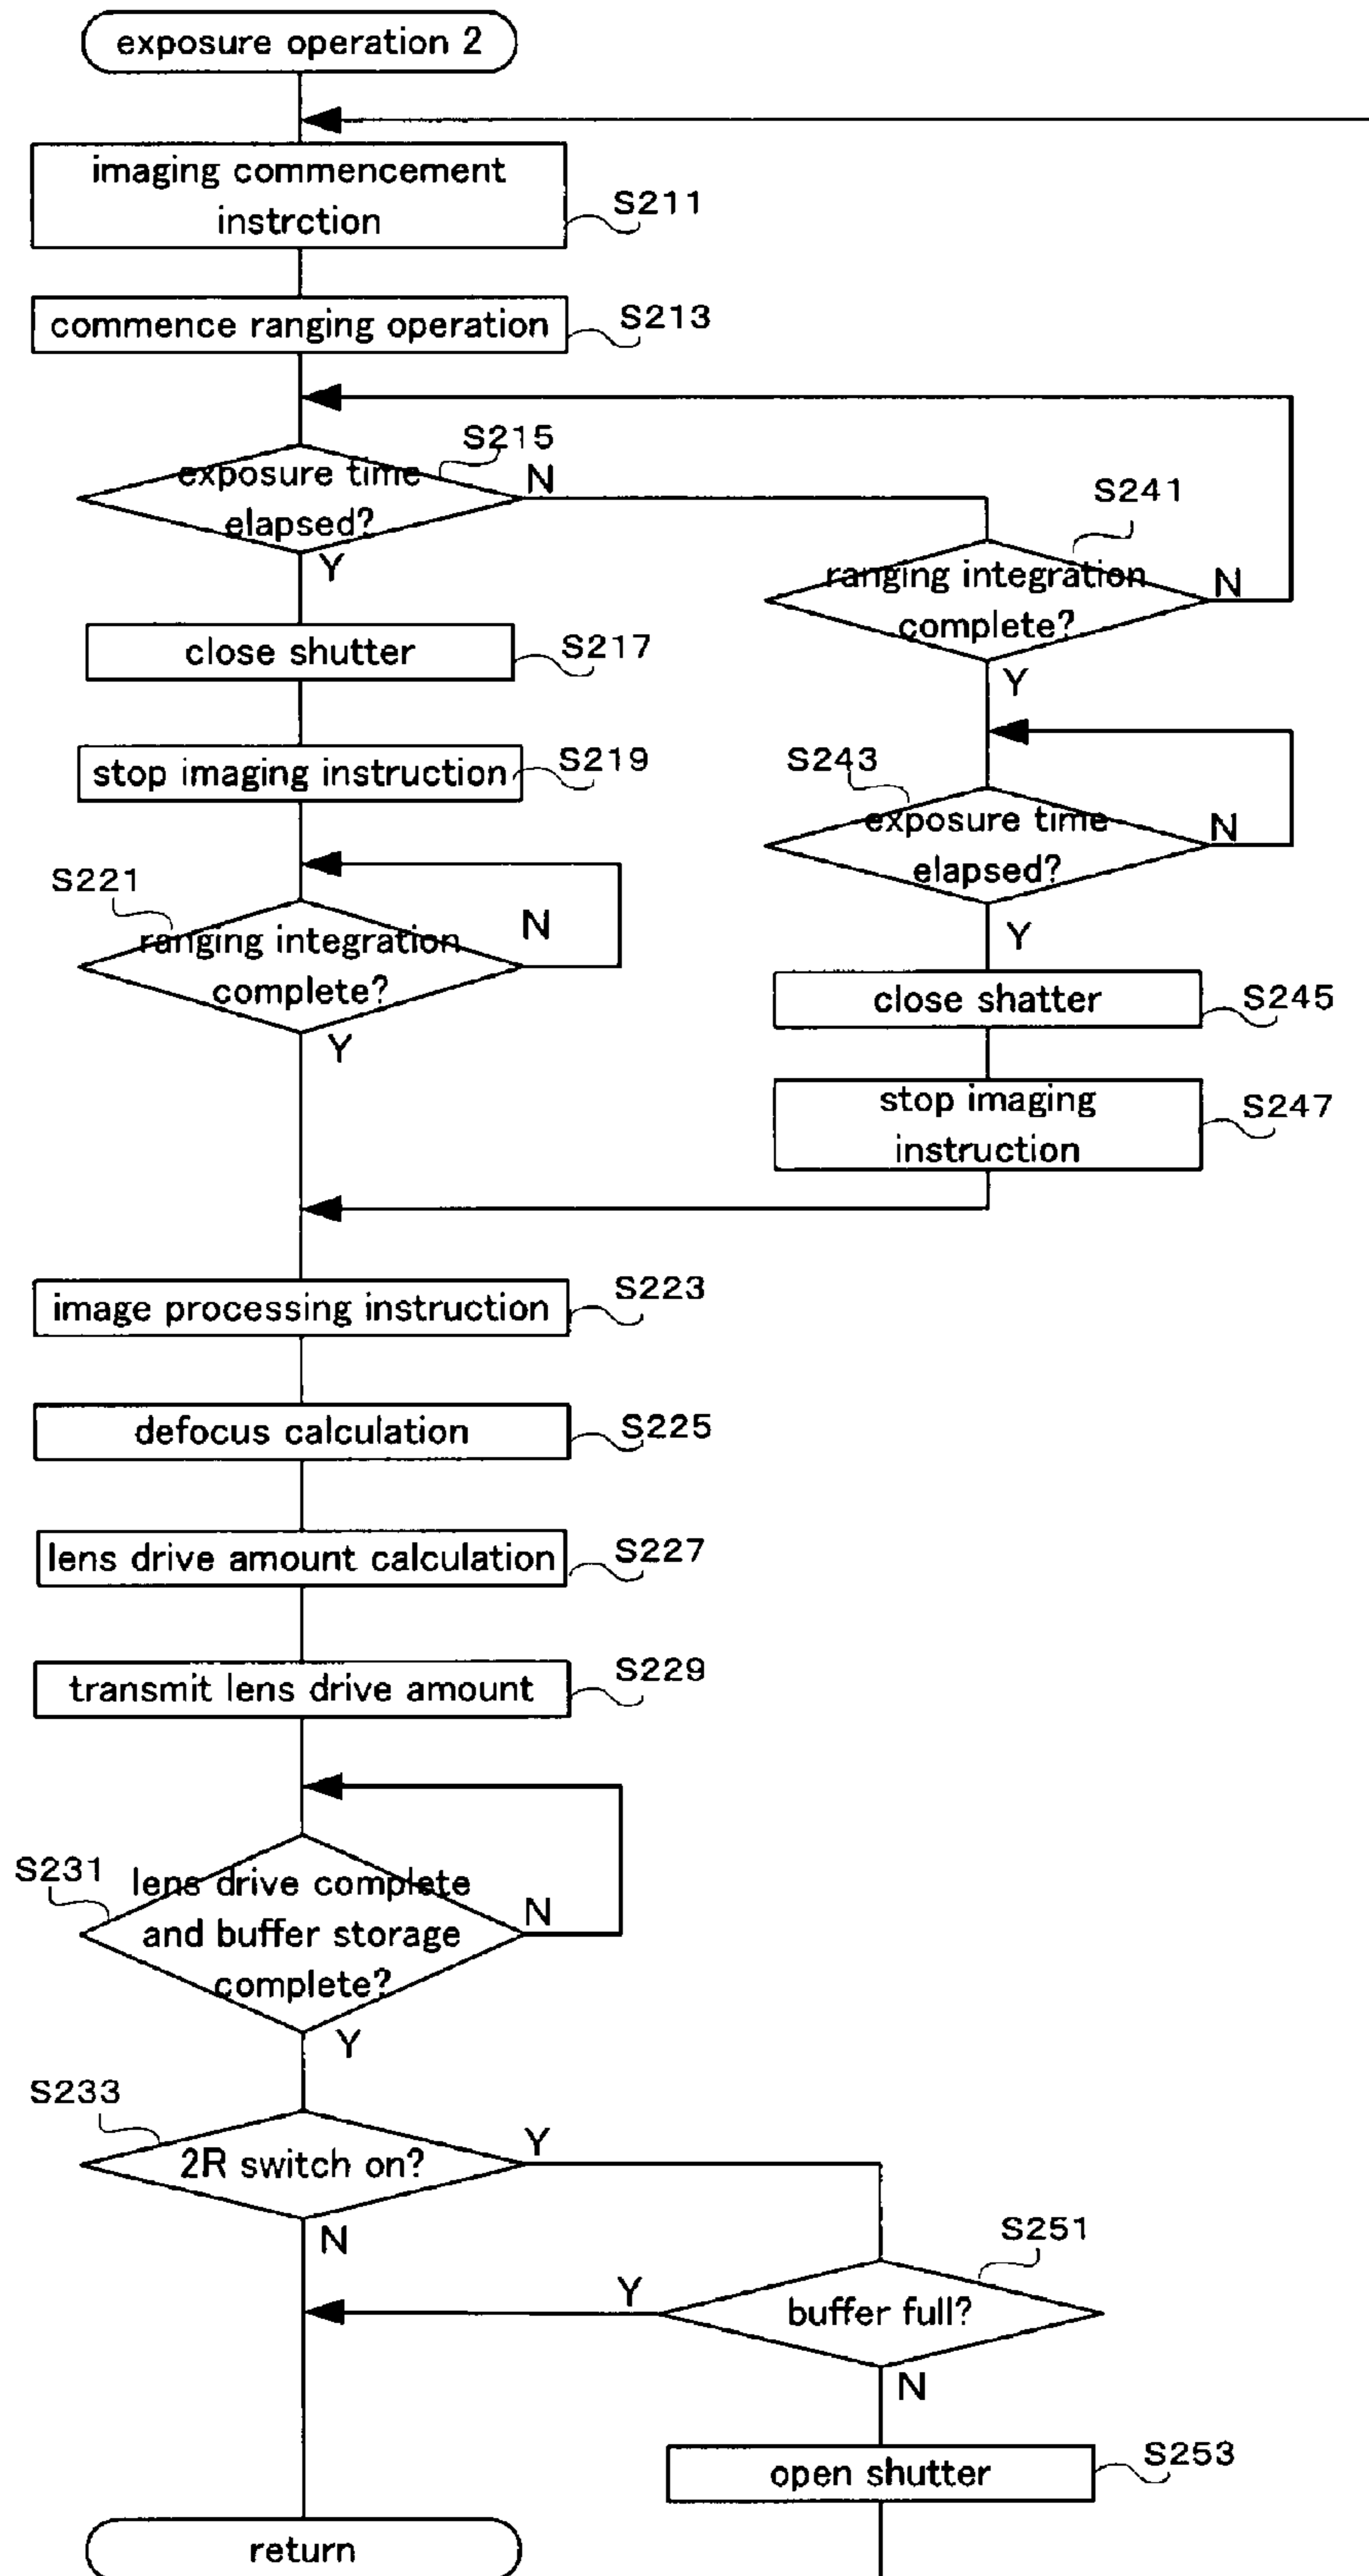 exposure operation 2
imaging commencement
instrction
S211
commence ranging operation
S213
S215
exposure time
elapsed?
N
Y
S241
ranging integration
complete?
N
Y
close shutter
S217
stop imaging instruction
S219
S243
exposure time
elapsed?
N
Y
S221
ranging integration
complete?
N
Y
close shatter
S245
stop imaging
instruction
S247
image processing instruction
S223
defocus calculation
S225
lens drive amount calculation
S227
transmit lens drive amount
S229
S231
lens drive complete
and buffer storage
complete?
N
Y
S233
2R switch on?
Y
N
S251
buffer full?
Y
N
open shutter
S253
return